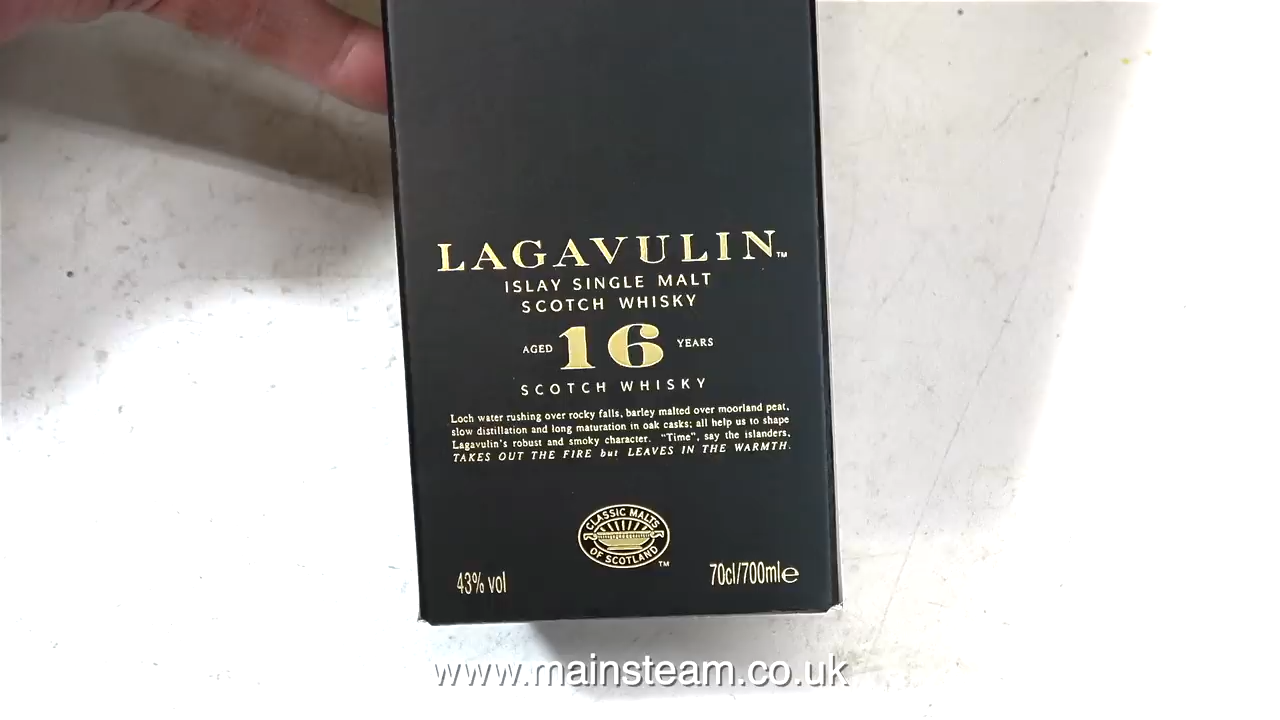 LAGAVULIN™
ISLAY SINGLE MALT
SCOTCH WHISKY
AGED 16 YEARS
SCOTCH WHISKY
Loch water rushing over rocky falls, barley malted over moorland peat,
slow distillation and long maturation in oak casks; all help us to shape
Lagavulin's robust and smoky character. "Time", say the islanders,
TAKES OUT THE FIRE but LEAVES IN THE WARMTH.
CLASSIC MALTS
OF SCOTLAND
™
43% vol
70cl/700ml℮
www.mainsteam.co.uk